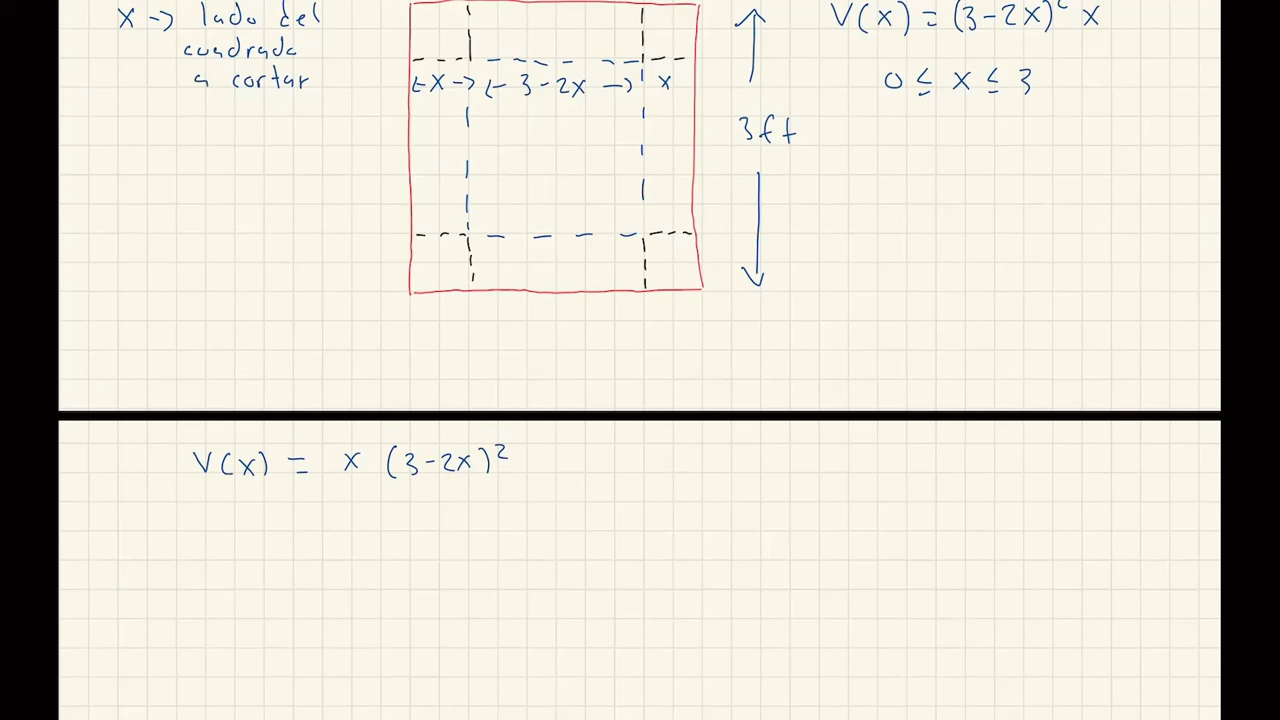 x → lado del
cuadrado
a cortar
←x→ ← 3-2x → x
3ft
V(x) = (3-2x)² x
0 ≤ x ≤ 3
V(x) = x (3-2x)²